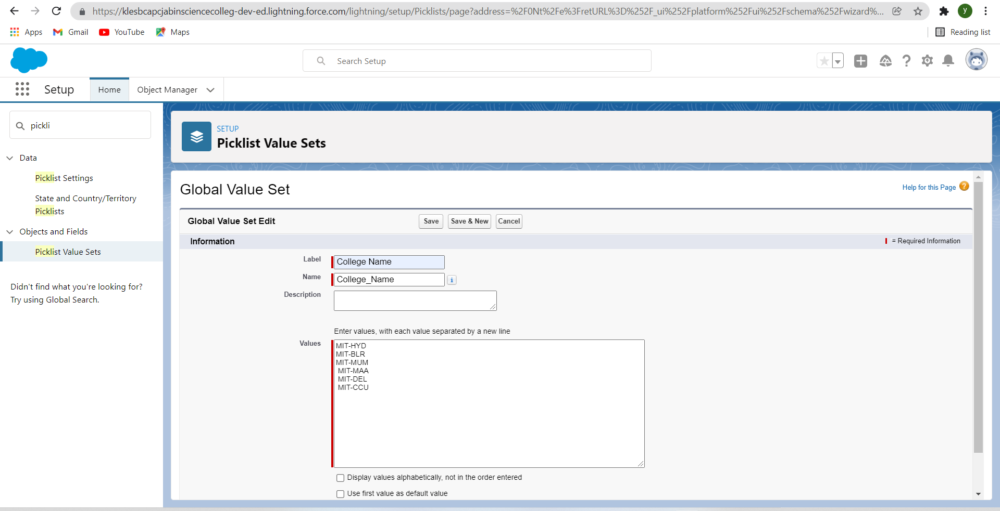 https://klesbcapcjabinsciencecolleg-dev-ed.lightning.force.com/lightning/setup/Picklists/page?address=%2F0Nt%2Fe%3FretURL%3D%252F_ui%252Fplatform%252Fui%252Fschema%252Fwizard%...
y
Apps
Gmail
YouTube
Maps
Reading list
Search Setup
Setup
Home
Object Manager
pickli
Data
Picklist Settings
State and Country/Territory
Picklists
Objects and Fields
Picklist Value Sets
Didn't find what you're looking for?
Try using Global Search.
SETUP
Picklist Value Sets
Global Value Set
Help for this Page ?
Global Value Set Edit
Save
Save & New
Cancel
Information
= Required Information
Label
College Name
Name
College_Name
i
Description
Enter values, with each value separated by a new line
Values
MIT-HYD
MIT-BLR
MIT-MUM
MIT-MAA
MIT-DEL
MIT-CCU
Display values alphabetically, not in the order entered
Use first value as default value